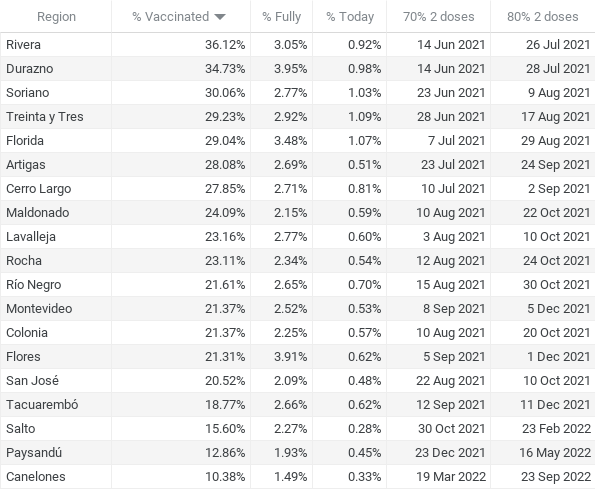 Region % Vaccinated % Fully % Today 70% 2 doses 80% 2 doses
Rivera 36.12% 3.05% 0.92% 14 Jun 2021 26 Jul 2021
Durazno 34.73% 3.95% 0.98% 14 Jun 2021 28 Jul 2021
Soriano 30.06% 2.77% 1.03% 23 Jun 2021 9 Aug 2021
Treinta y Tres 29.23% 2.92% 1.09% 28 Jun 2021 17 Aug 2021
Florida 29.04% 3.48% 1.07% 7 Jul 2021 29 Aug 2021
Artigas 28.08% 2.69% 0.51% 23 Jul 2021 24 Sep 2021
Cerro Largo 27.85% 2.71% 0.81% 10 Jul 2021 2 Sep 2021
Maldonado 24.09% 2.15% 0.59% 10 Aug 2021 22 Oct 2021
Lavalleja 23.16% 2.77% 0.60% 3 Aug 2021 10 Oct 2021
Rocha 23.11% 2.34% 0.54% 12 Aug 2021 24 Oct 2021
Río Negro 21.61% 2.65% 0.70% 15 Aug 2021 30 Oct 2021
Montevideo 21.37% 2.52% 0.53% 8 Sep 2021 5 Dec 2021
Colonia 21.37% 2.25% 0.57% 10 Aug 2021 20 Oct 2021
Flores 21.31% 3.91% 0.62% 5 Sep 2021 1 Dec 2021
San José 20.52% 2.09% 0.48% 22 Aug 2021 10 Oct 2021
Tacuarembó 18.77% 2.66% 0.62% 12 Sep 2021 11 Dec 2021
Salto 15.60% 2.27% 0.28% 30 Oct 2021 23 Feb 2022
Paysandú 12.86% 1.93% 0.45% 23 Dec 2021 16 May 2022
Canelones 10.38% 1.49% 0.33% 19 Mar 2022 23 Sep 2022